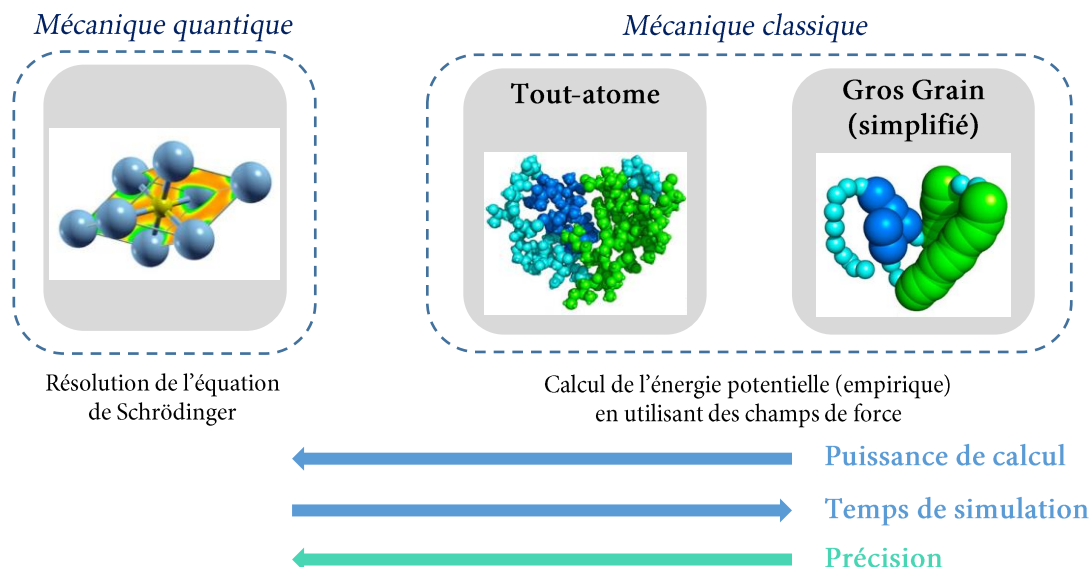 Mécanique quantique
Mécanique classique
Tout-atome
Gros Grain
(simplifié)
Résolution de l'équation
de Schrödinger
Calcul de l'énergie potentielle (empirique)
en utilisant des champs de force
Puissance de calcul
Temps de simulation
Précision